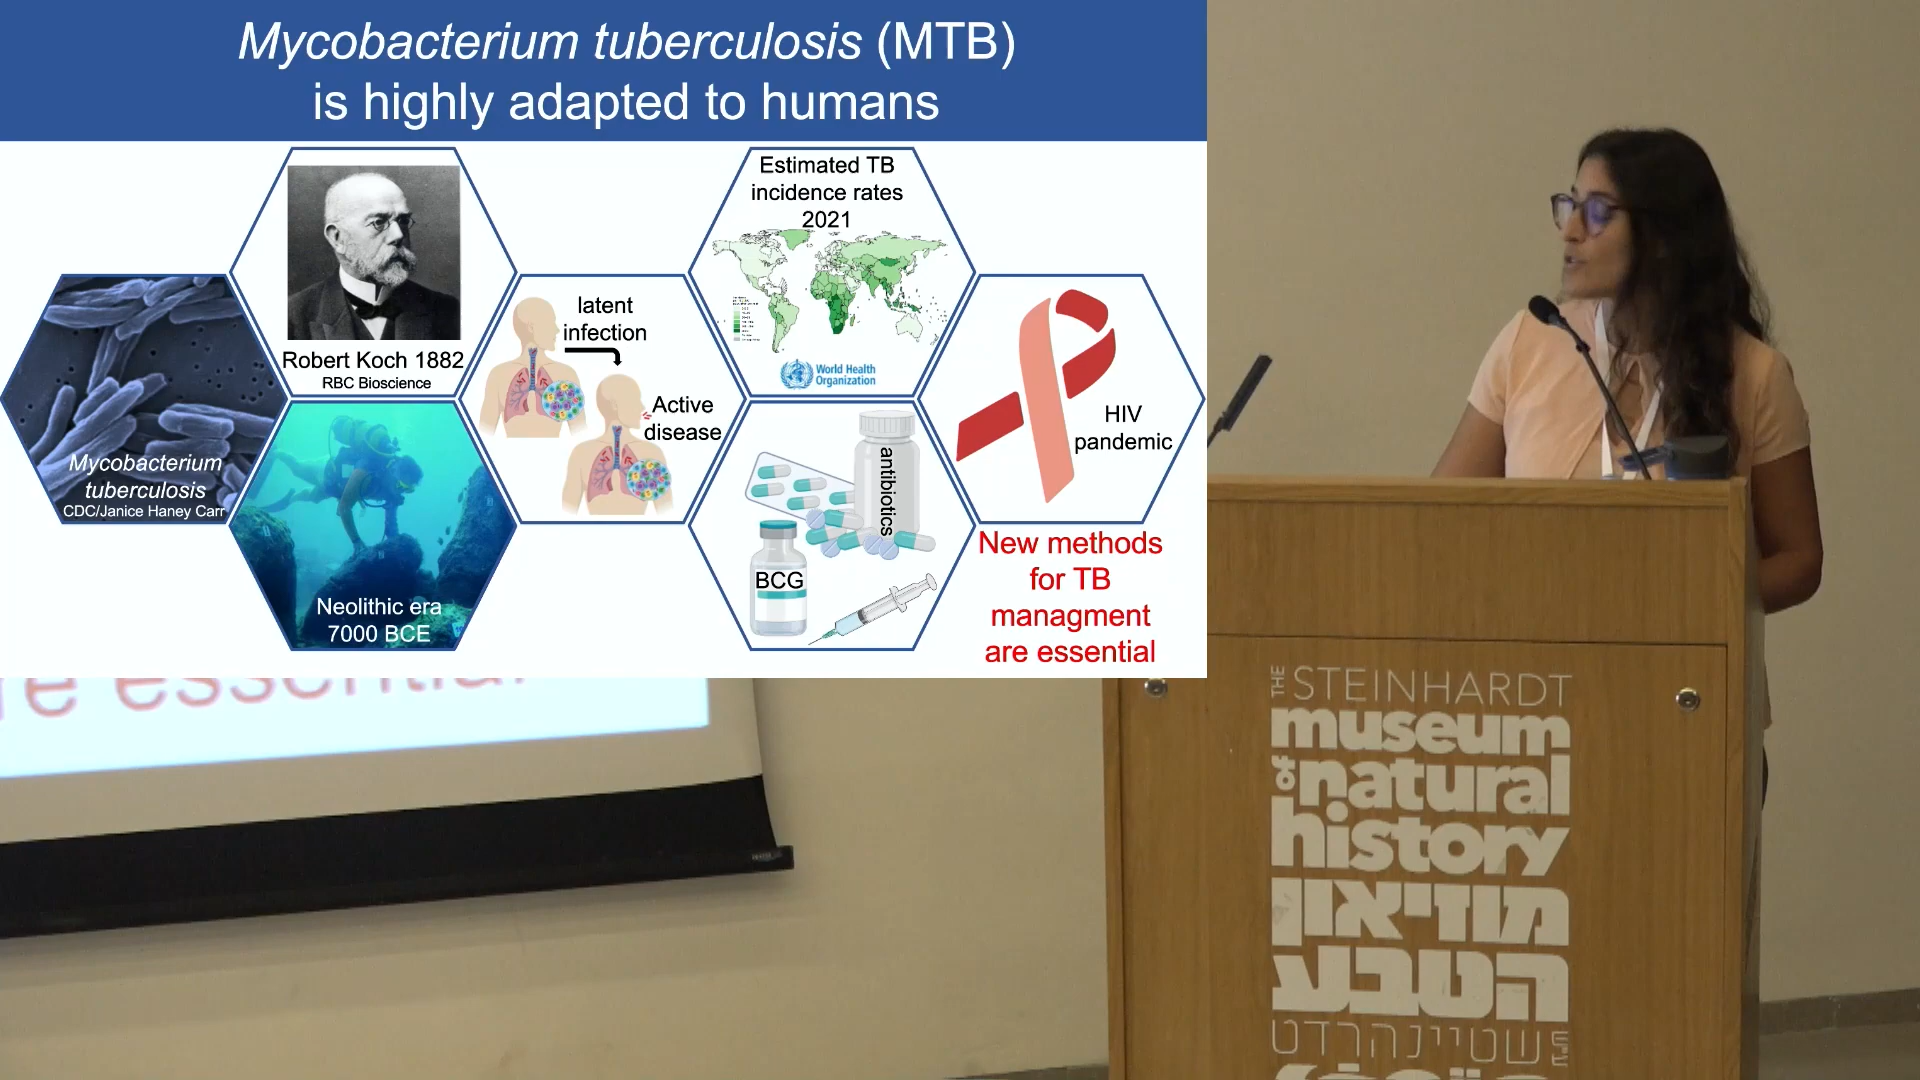 Mycobacterium tuberculosis (MTB)
is highly adapted to humans
Robert Koch 1882
RBC Bioscience
Mycobacterium
tuberculosis
CDC/Janice Haney Carr
Neolithic era
7000 BCE
latent
infection
Active
disease
Estimated TB
incidence rates
2021
World Health
Organization
antibiotics
BCG
HIV
pandemic
New methods
for TB
managment
are essential
re essential
THE STEINHARDT
museum
of natural
history
מוזיאון
הטבע
ע״ש שטיינהרדט